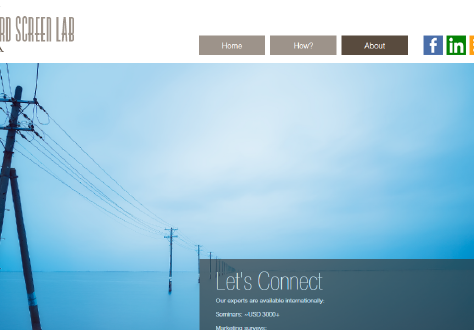 RD SCREEN LAB
Home
How?
About
f
in
Let's Connect
Our experts are available internationally:
Seminars: ~USD 3000+
Marketing surveys: